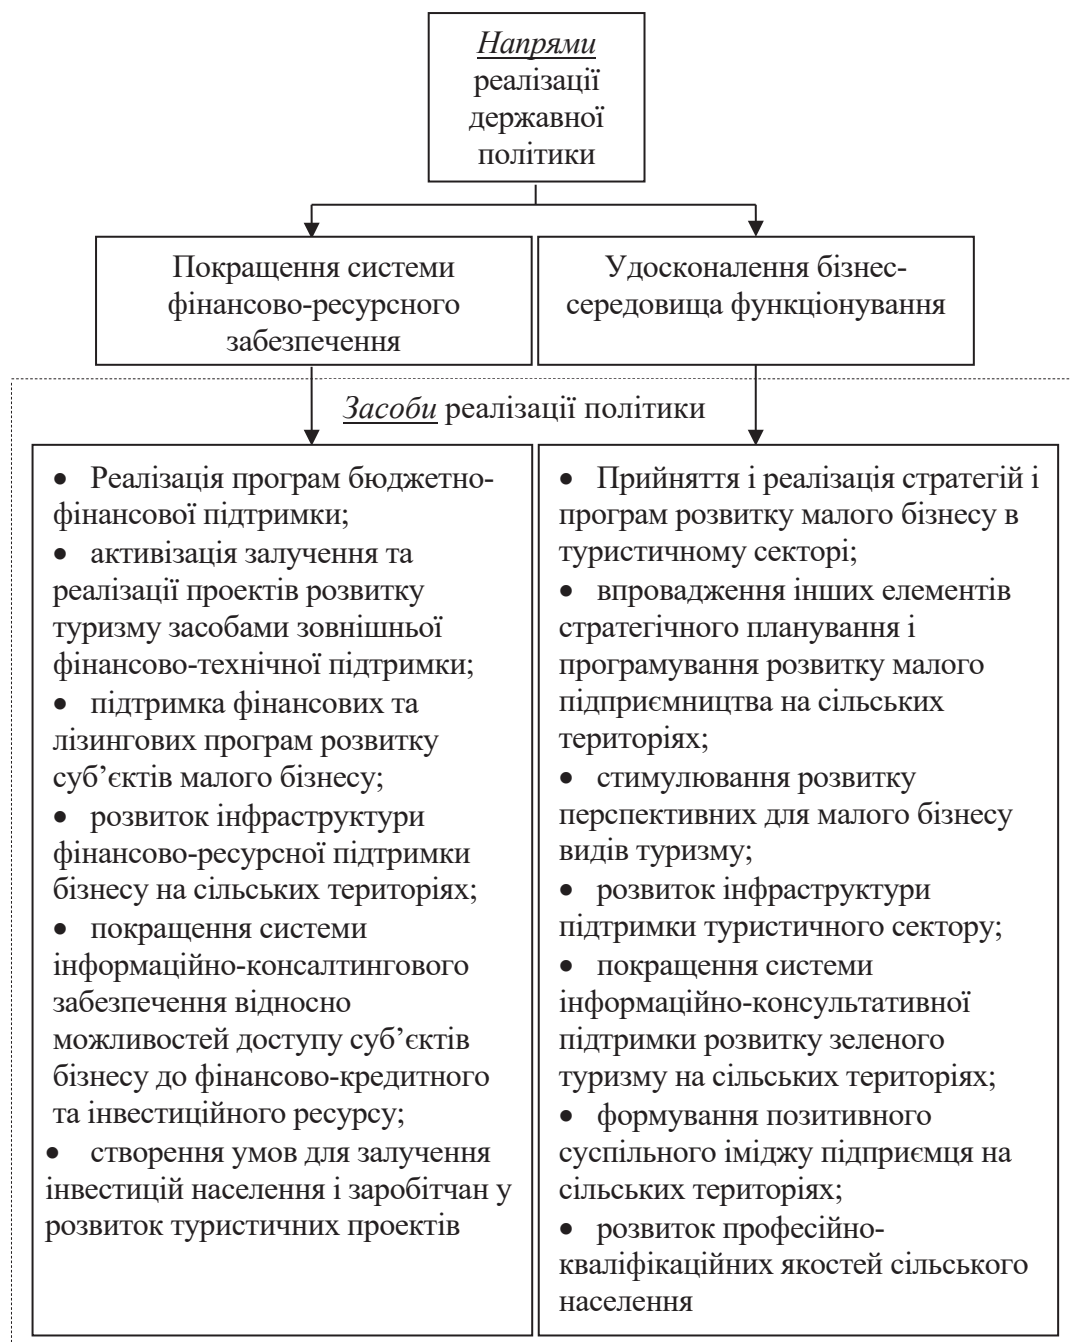 Напрями
реалізації
державної
політики
Покращення системи
фінансово-ресурсного
забезпечення
Удосконалення бізнес-
середовища функціонування
Засоби реалізації політики
• Реалізація програм бюджетно-
фінансової підтримки;
• активізація залучення та
реалізації проектів розвитку
туризму засобами зовнішньої
фінансово-технічної підтримки;
• підтримка фінансових та
лізингових програм розвитку
суб’єктів малого бізнесу;
• розвиток інфраструктури
фінансово-ресурсної підтримки
бізнесу на сільських територіях;
• покращення системи
інформаційно-консалтингового
забезпечення відносно
можливостей доступу суб’єктів
бізнесу до фінансово-кредитного
та інвестиційного ресурсу;
• створення умов для залучення
інвестицій населення і заробітчан у
розвиток туристичних проектів
• Прийняття і реалізація стратегій і
програм розвитку малого бізнесу в
туристичному секторі;
• впровадження інших елементів
стратегічного планування і
програмування розвитку малого
підприємництва на сільських
територіях;
• стимулювання розвитку
перспективних для малого бізнесу
видів туризму;
• розвиток інфраструктури
підтримки туристичного сектору;
• покращення системи
інформаційно-консультативної
підтримки розвитку зеленого
туризму на сільських територіях;
• формування позитивного
суспільного іміджу підприємця на
сільських територіях;
• розвиток професійно-
кваліфікаційних якостей сільського
населення